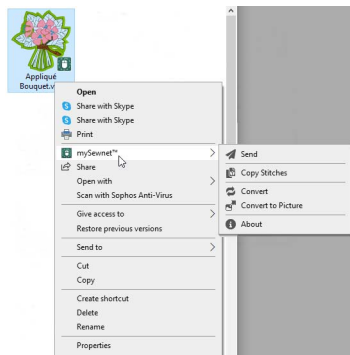 Appliqué
Bouquet.v
Open
Share with Skype
Share with Skype
Print
mySewnet™
Share
Open with
Scan with Sophos Anti-Virus
Give access to
Restore previous versions
Send to
Cut
Copy
Create shortcut
Delete
Rename
Properties
Send
Copy Stitches
Convert
Convert to Picture
About